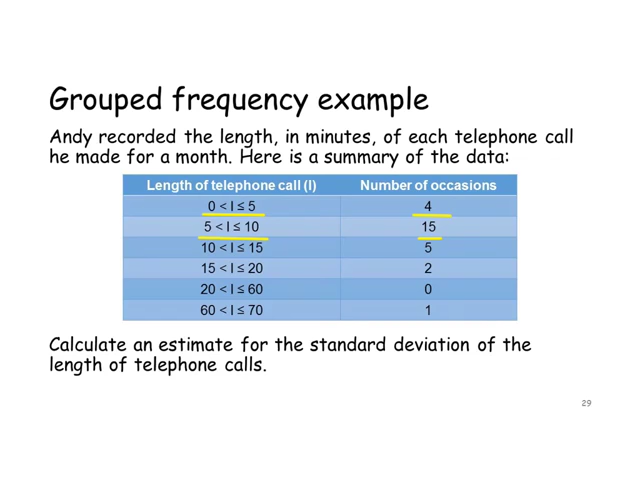 Grouped frequency example
Andy recorded the length, in minutes, of each telephone call
he made for a month. Here is a summary of the data:
Length of telephone call (l) Number of occasions
0 < l ≤ 5 4
5 < l ≤ 10 15
10 < l ≤ 15 5
15 < l ≤ 20 2
20 < l ≤ 60 0
60 < l ≤ 70 1
Calculate an estimate for the standard deviation of the
length of telephone calls.
29